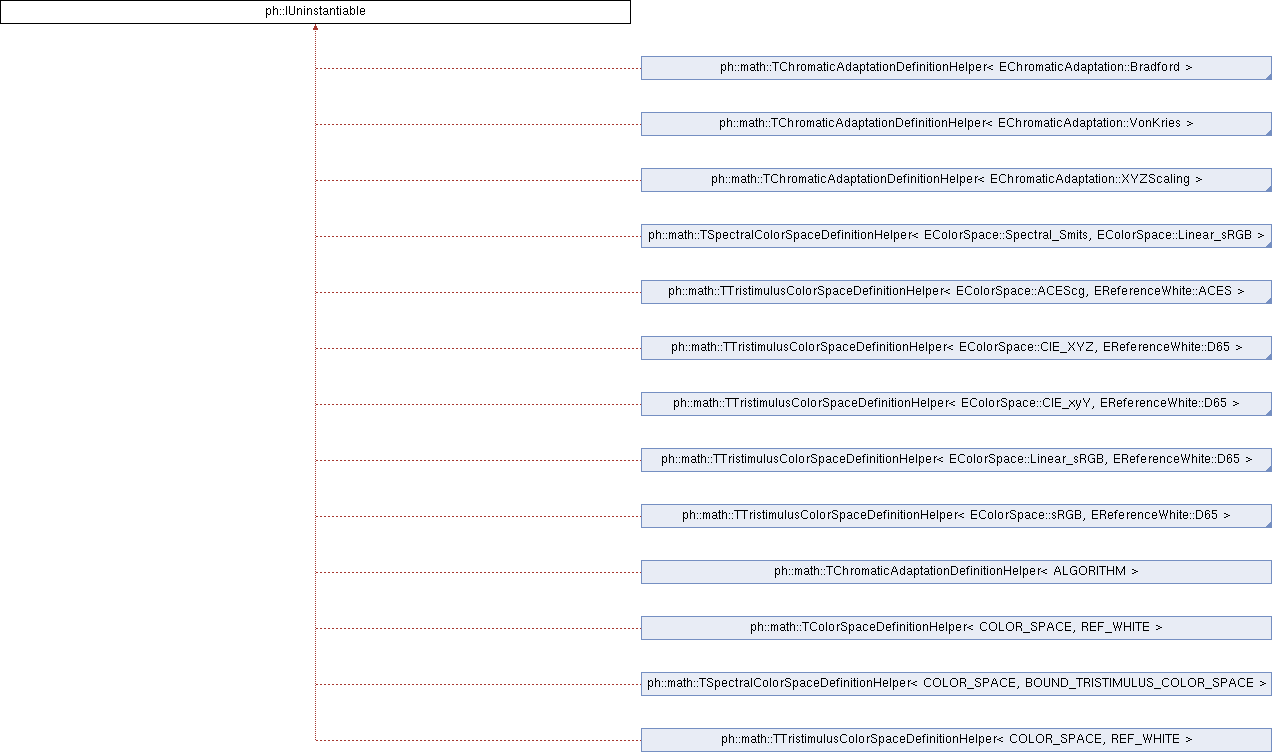 ph::IUninstantiable
ph::math::TChromaticAdaptationDefinitionHelper< EChromaticAdaptation::Bradford >
ph::math::TChromaticAdaptationDefinitionHelper< EChromaticAdaptation::VonKries >
ph::math::TChromaticAdaptationDefinitionHelper< EChromaticAdaptation::XYZScaling >
ph::math::TSpectralColorSpaceDefinitionHelper< EColorSpace::Spectral_Smits, EColorSpace::Linear_sRGB >
ph::math::TTristimulusColorSpaceDefinitionHelper< EColorSpace::ACEScg, EReferenceWhite::ACES >
ph::math::TTristimulusColorSpaceDefinitionHelper< EColorSpace::CIE_XYZ, EReferenceWhite::D65 >
ph::math::TTristimulusColorSpaceDefinitionHelper< EColorSpace::CIE_xyY, EReferenceWhite::D65 >
ph::math::TTristimulusColorSpaceDefinitionHelper< EColorSpace::Linear_sRGB, EReferenceWhite::D65 >
ph::math::TTristimulusColorSpaceDefinitionHelper< EColorSpace::sRGB, EReferenceWhite::D65 >
ph::math::TChromaticAdaptationDefinitionHelper< ALGORITHM >
ph::math::TColorSpaceDefinitionHelper< COLOR_SPACE, REF_WHITE >
ph::math::TSpectralColorSpaceDefinitionHelper< COLOR_SPACE, BOUND_TRISTIMULUS_COLOR_SPACE >
ph::math::TTristimulusColorSpaceDefinitionHelper< COLOR_SPACE, REF_WHITE >